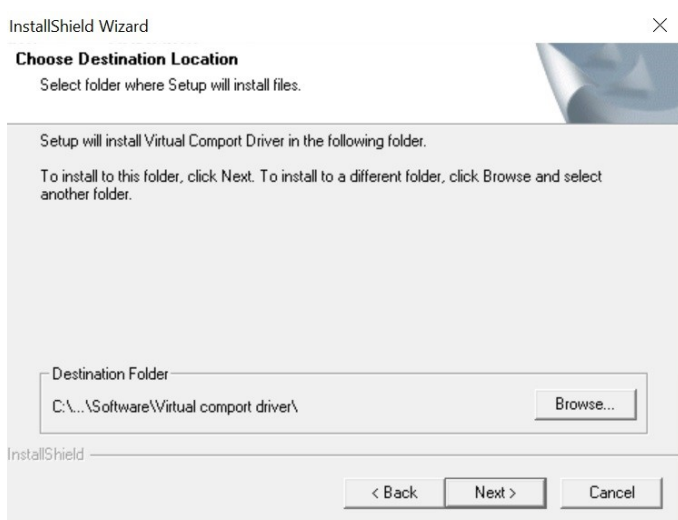 InstallShield Wizard
Choose Destination Location
Select folder where Setup will install files.
Setup will install Virtual Comport Driver in the following folder.
To install to this folder, click Next. To install to a different folder, click Browse and select
another folder.
Destination Folder
C:\...\Software\Virtual comport driver\
Browse...
InstallShield
< Back
Next >
Cancel